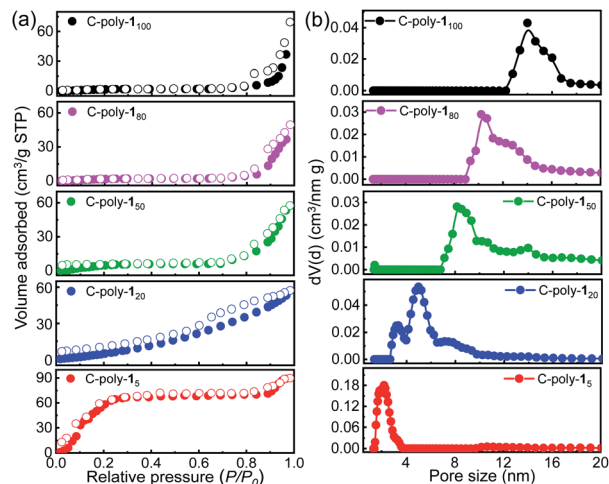 (a)
C-poly-1100
60
30
0
C-poly-180
60
30
0
C-poly-150
60
30
0
C-poly-120
60
30
0
C-poly-15
90
60
30
0
0.0 0.2 0.4 0.6 0.8 1.0
Relative pressure (P/P0)
Volume adsorbed (cm3/g STP)
(b)
C-poly-1100
0.04
0.02
0.00
C-poly-180
0.03
0.02
0.01
0.00
C-poly-150
0.03
0.02
0.01
0.00
C-poly-120
0.04
0.02
0.00
C-poly-15
0.18
0.12
0.06
0.00
4 8 12 16 20
Pore size (nm)
dV(d) (cm3/nm g)